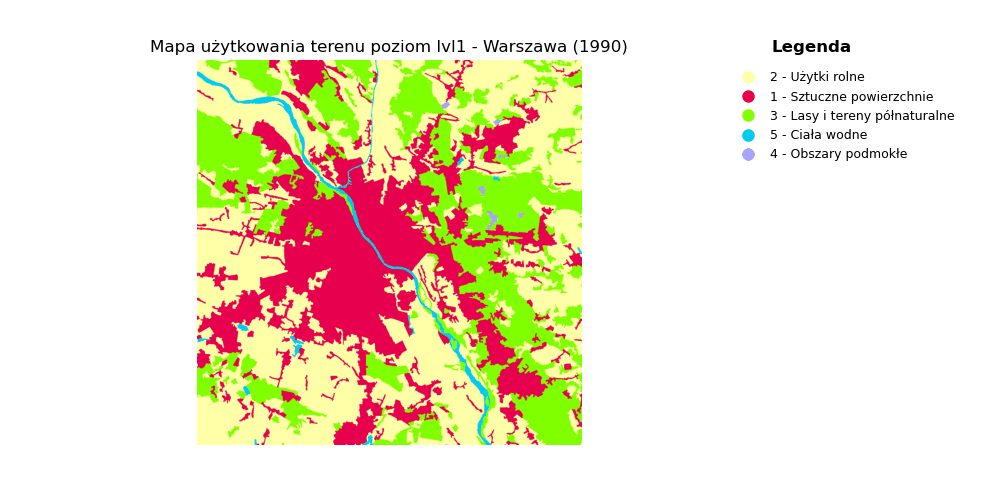 Mapa użytkowania terenu poziom lvl1 - Warszawa (1990)
Legenda
2 - Użytki rolne
1 - Sztuczne powierzchnie
3 - Lasy i tereny półnaturalne
5 - Ciała wodne
4 - Obszary podmokłe